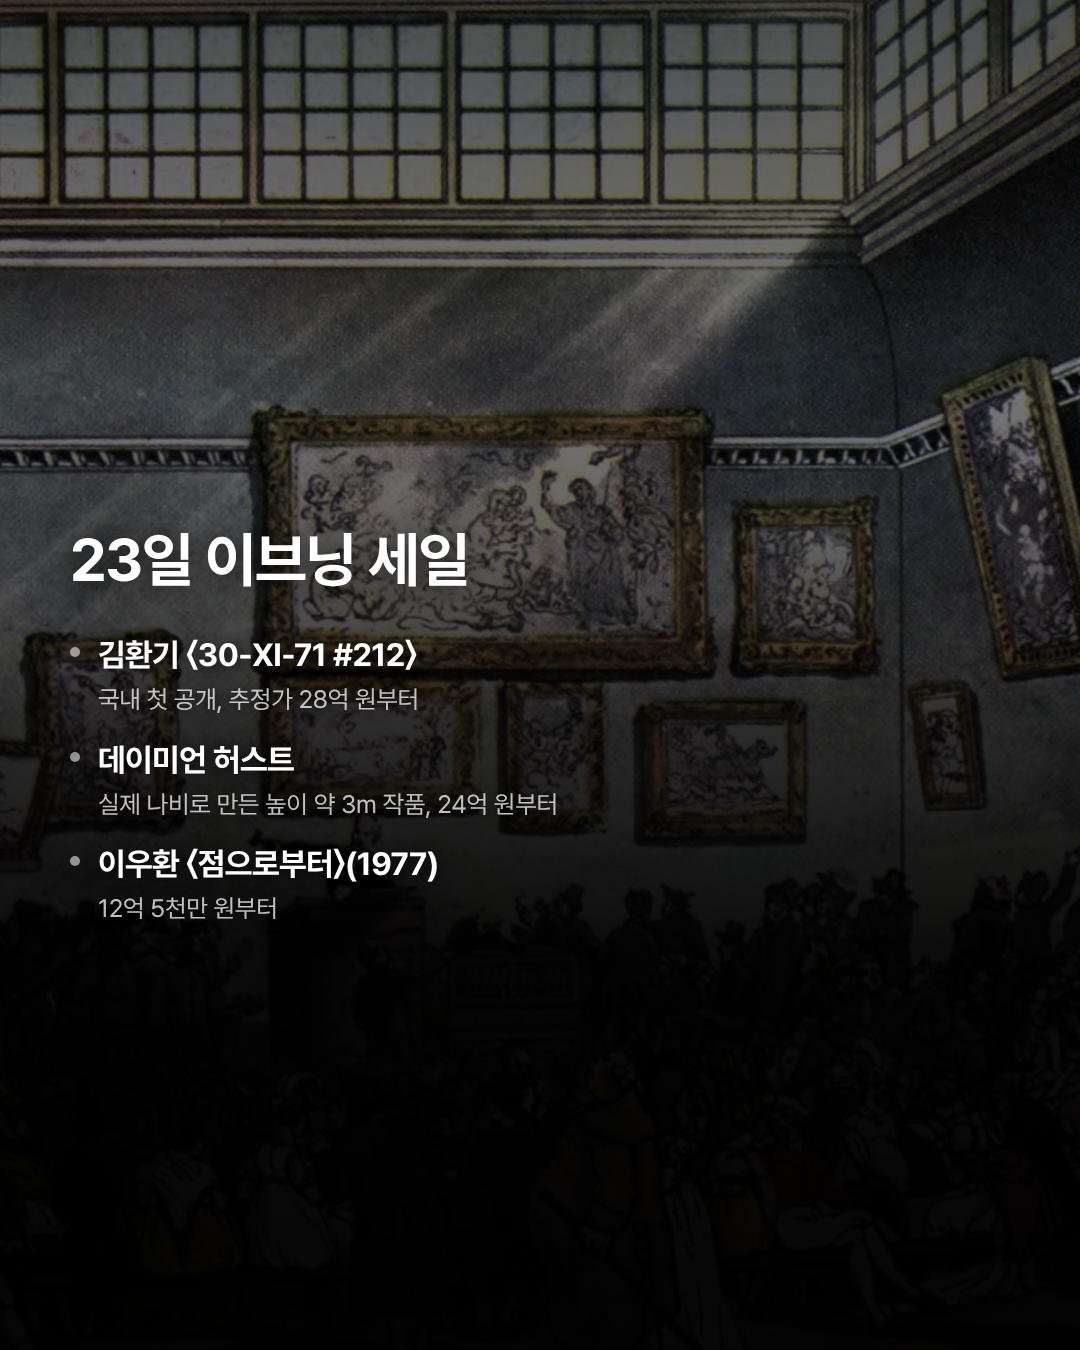 23일 이브닝 세일
• 김환기 〈30-XI-71 #212〉
국내 첫 공개, 추정가 28억 원부터
• 데이미언 허스트
실제 나비로 만든 높이 약 3m 작품, 24억 원부터
• 이우환 〈점으로부터〉(1977)
12억 5천만 원부터